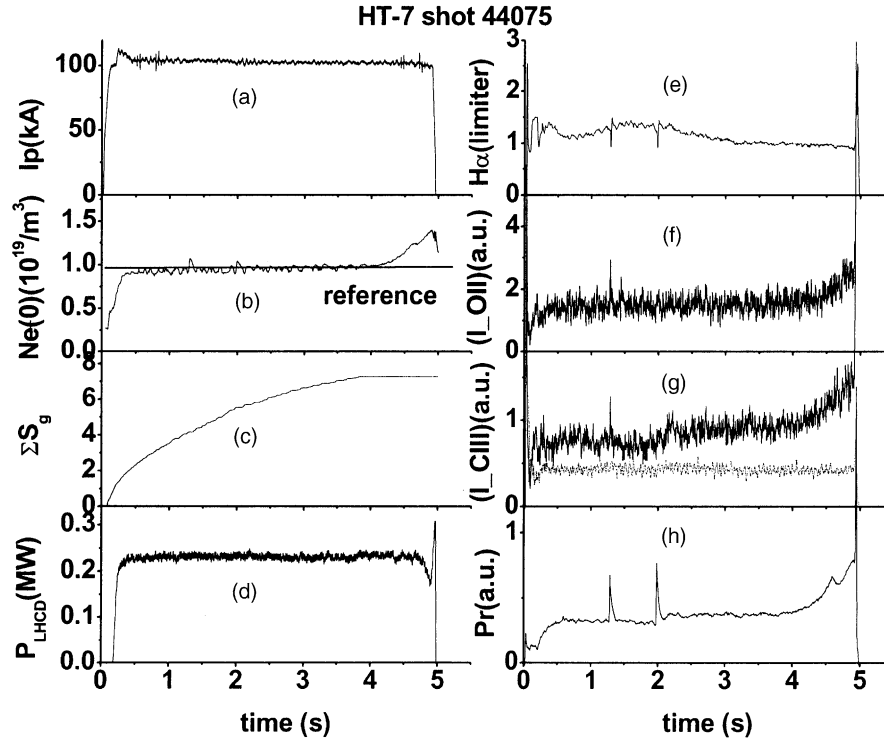 HT-7 shot 44075
Ip(kA)
100
50
0
(a)
Ne(0)(10^19/m^3)
1.5
1.0
0.5
0.0
(b)
reference
ΣS_g
8
6
4
2
0
(c)
P_LHCD(MW)
0.3
0.2
0.1
0.0
(d)
0 1 2 3 4 5
time (s)
Hα(limiter)
3
2
1
0
(e)
(I_OII)(a.u.)
4
2
0
(f)
(I_CIII)(a.u.)
1
0
(g)
Pr(a.u.)
1
0
(h)
0 1 2 3 4 5
time (s)